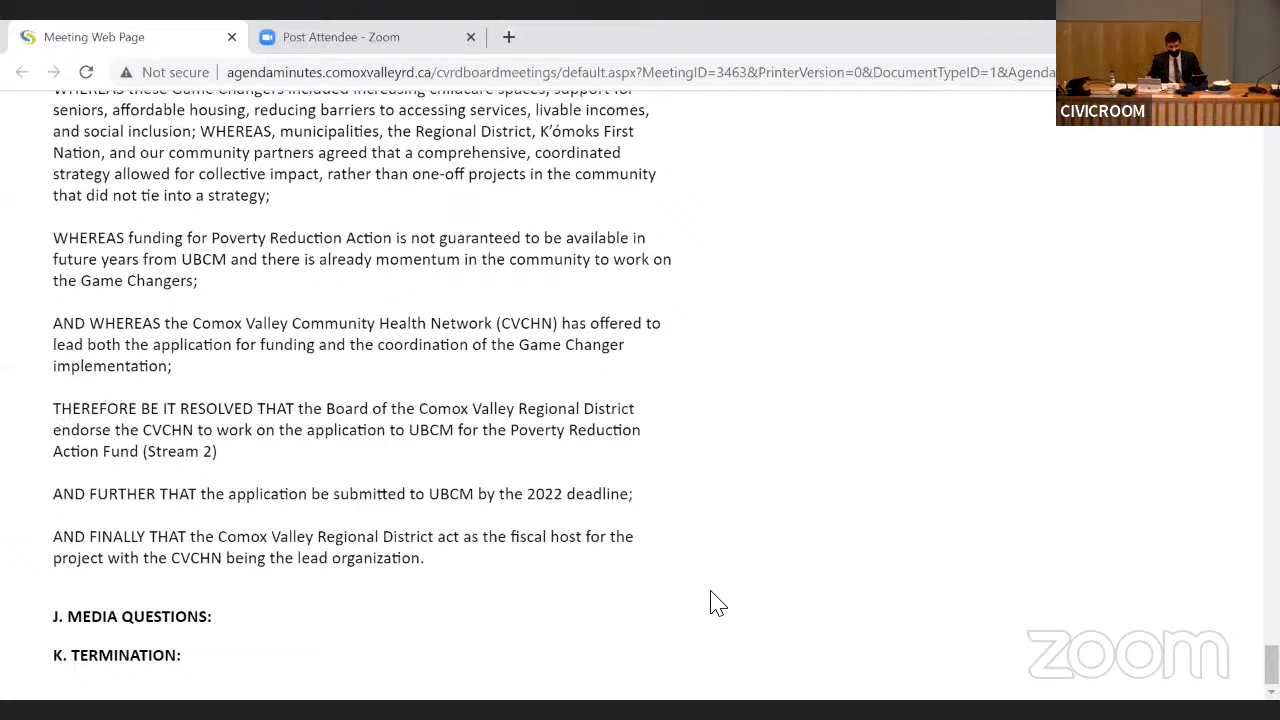 Meeting Web Page
Post Attendee - Zoom
Not secure
agendaminutes.comoxvalleyrd.ca/cvrdboardmeetings/default.aspx?MeetingID=3463&PrinterVersion=0&DocumentTypeID=1&Agenda
CIVICROOM
WHEREAS these Game Changers included increasing childcare spaces, support for
seniors, affordable housing, reducing barriers to accessing services, livable incomes,
and social inclusion; WHEREAS, municipalities, the Regional District, K’ómoks First
Nation, and our community partners agreed that a comprehensive, coordinated
strategy allowed for collective impact, rather than one-off projects in the community
that did not tie into a strategy;
WHEREAS funding for Poverty Reduction Action is not guaranteed to be available in
future years from UBCM and there is already momentum in the community to work on
the Game Changers;
AND WHEREAS the Comox Valley Community Health Network (CVCHN) has offered to
lead both the application for funding and the coordination of the Game Changer
implementation;
THEREFORE BE IT RESOLVED THAT the Board of the Comox Valley Regional District
endorse the CVCHN to work on the application to UBCM for the Poverty Reduction
Action Fund (Stream 2)
AND FURTHER THAT the application be submitted to UBCM by the 2022 deadline;
AND FINALLY THAT the Comox Valley Regional District act as the fiscal host for the
project with the CVCHN being the lead organization.
J. MEDIA QUESTIONS:
K. TERMINATION:
zoom